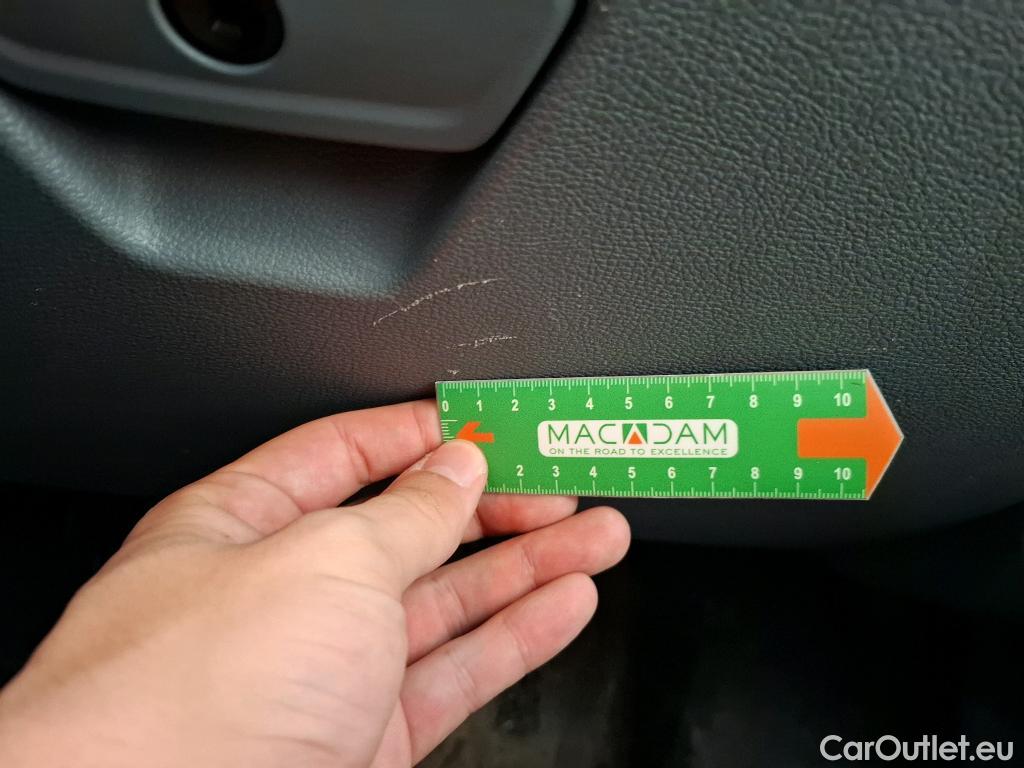 0 1 2 3 4 5 6 7 8 9 10
MACADAM
ON THE ROAD TO EXCELLENCE
2 3 4 5 6 7 8 9 10
CarOutlet.eu